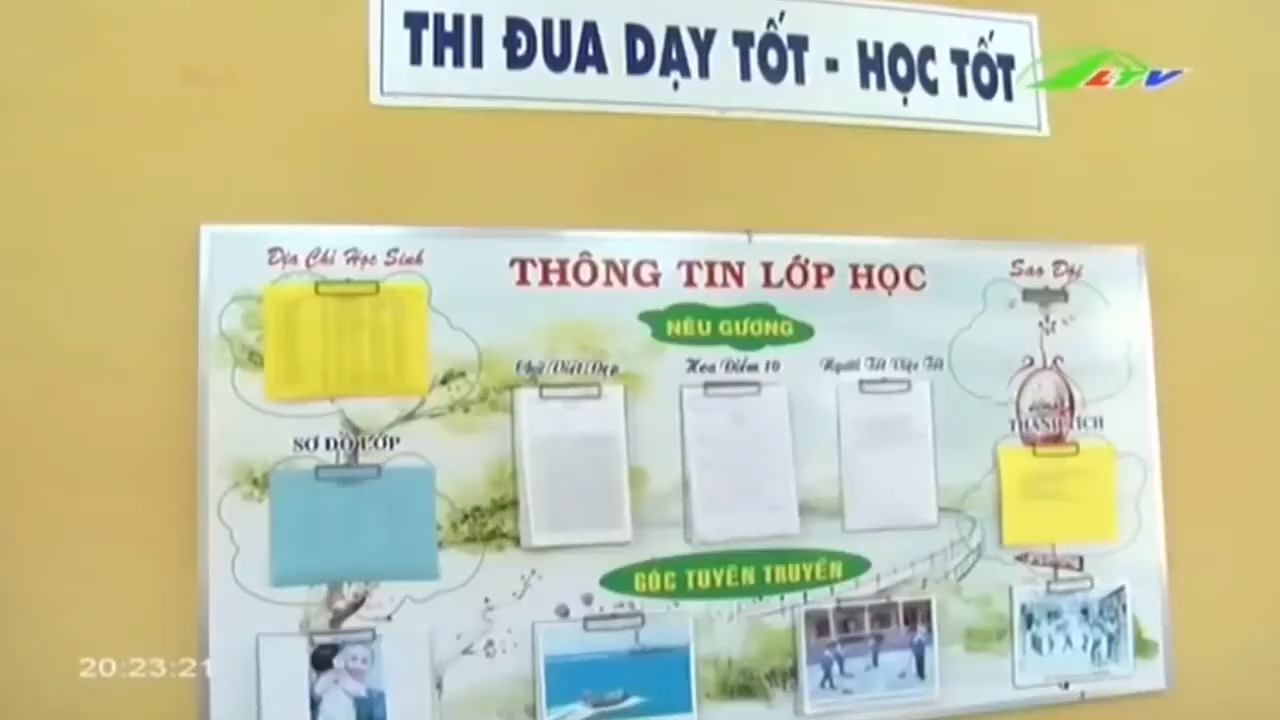 THI ĐUA DẠY TỐT - HỌC TỐT
LTV
Địa Chỉ Học Sinh
THÔNG TIN LỚP HỌC
Sao Đội
NÊU GƯƠNG
Chữ Viết Đẹp
Hoa Điểm 10
Người Tốt Việc Tốt
SƠ ĐỒ LỚP
THÀNH TÍCH
GÓC TUYÊN TRUYỀN
20:23:21